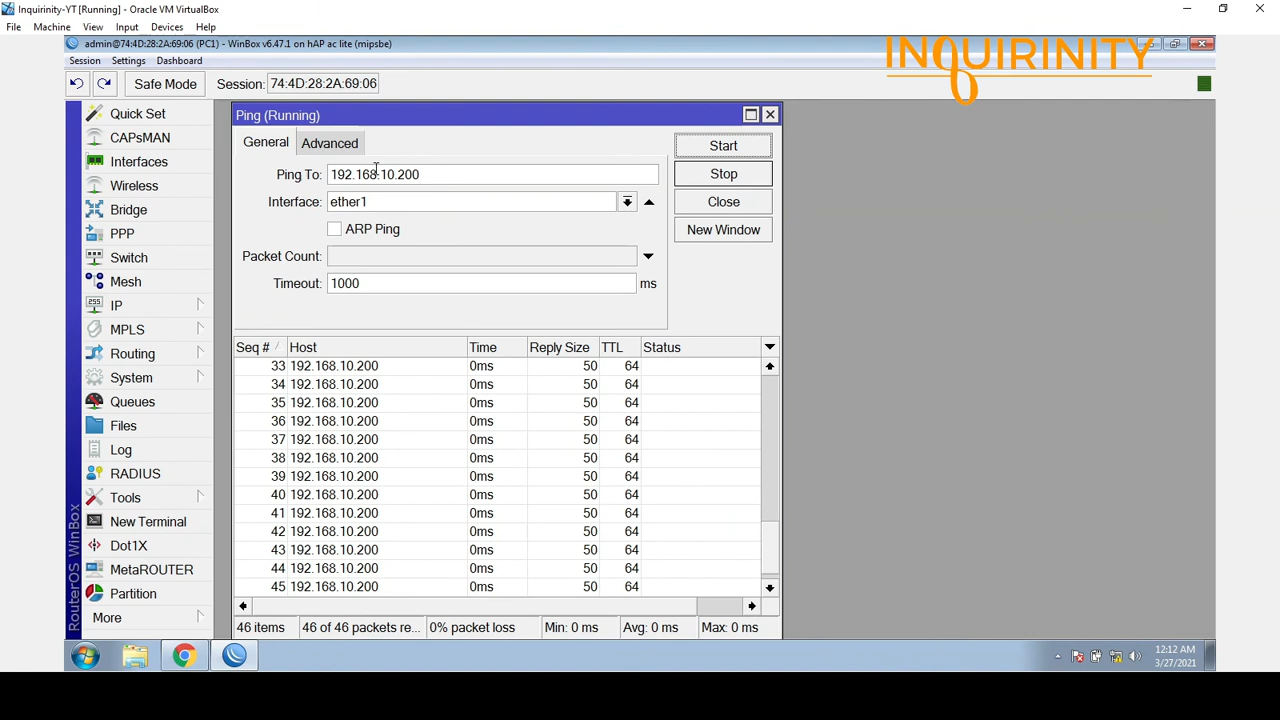 Inquirinity-YT [Running] - Oracle VM VirtualBox
File Machine View Input Devices Help
admin@74:4D:28:2A:69:06 (PC1) - WinBox v6.47.1 on hAP ac lite (mipsbe)
INQUIRINITY
Session Settings Dashboard
Safe Mode Session: 74:4D:28:2A:69:06
Quick Set
CAPsMAN
Interfaces
Wireless
Bridge
PPP
Switch
Mesh
IP
MPLS
Routing
System
Queues
Files
Log
RADIUS
Tools
New Terminal
Dot1X
MetaROUTER
Partition
More
RouterOS WinBox
Ping (Running)
General Advanced
Ping To: 192.168.10.200
Interface: ether1
ARP Ping
Packet Count:
Timeout: 1000 ms
Start
Stop
Close
New Window
Seq # Host Time Reply Size TTL Status
33 192.168.10.200 0ms 50 64
34 192.168.10.200 0ms 50 64
35 192.168.10.200 0ms 50 64
36 192.168.10.200 0ms 50 64
37 192.168.10.200 0ms 50 64
38 192.168.10.200 0ms 50 64
39 192.168.10.200 0ms 50 64
40 192.168.10.200 0ms 50 64
41 192.168.10.200 0ms 50 64
42 192.168.10.200 0ms 50 64
43 192.168.10.200 0ms 50 64
44 192.168.10.200 0ms 50 64
45 192.168.10.200 0ms 50 64
46 items 46 of 46 packets re... 0% packet loss Min: 0 ms Avg: 0 ms Max: 0 ms
12:12 AM
3/27/2021